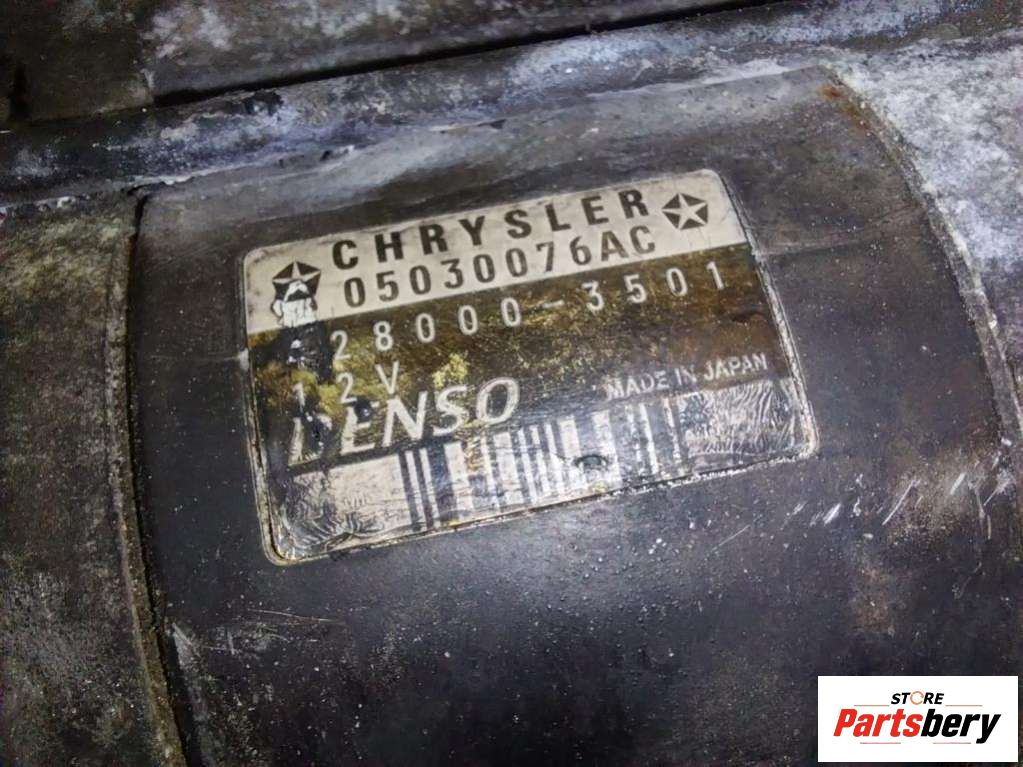 CHRYSLER
05030076AC
28000-3501
12V
DENSO
MADE IN JAPAN
STORE
Partsbery